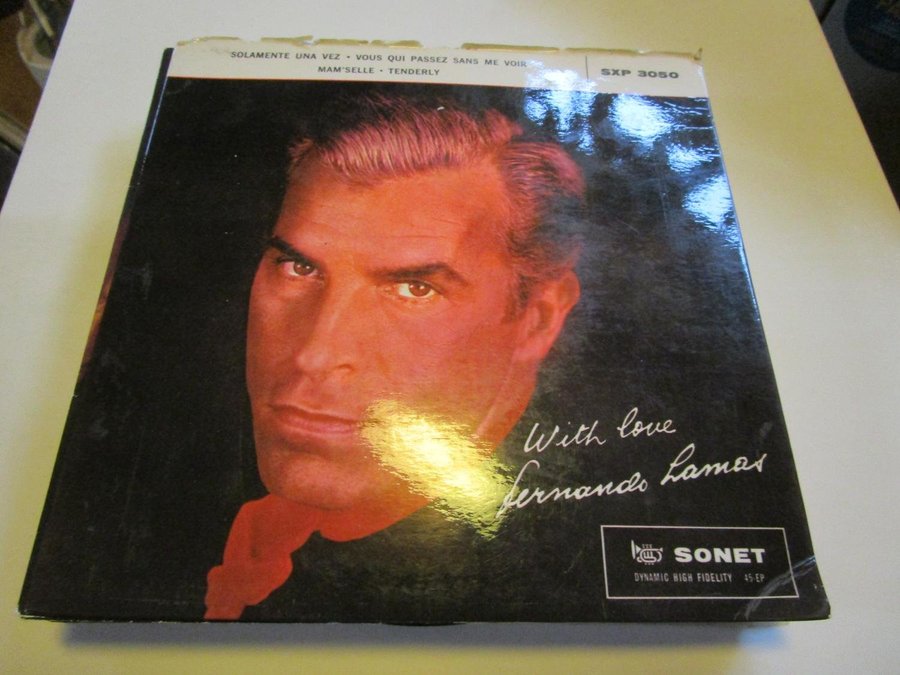 SOLAMENTE UNA VEZ • VOUS QUI PASSEZ SANS ME VOIR
MAM'SELLE • TENDERLY
SXP 3050
With love
Fernando Lamas
SONET
DYNAMIC HIGH FIDELITY 45-EP